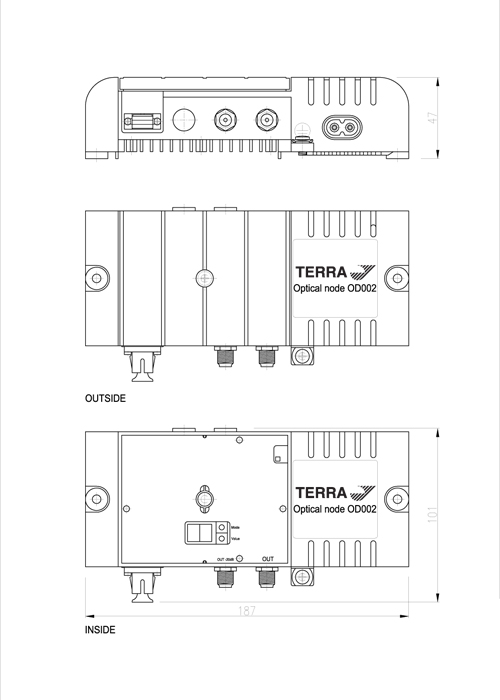 47
TERRA
Optical node OD002
OUTSIDE
TERRA
Optical node OD002
Mode
Value
OUT -20dB
OUT
101
187
INSIDE